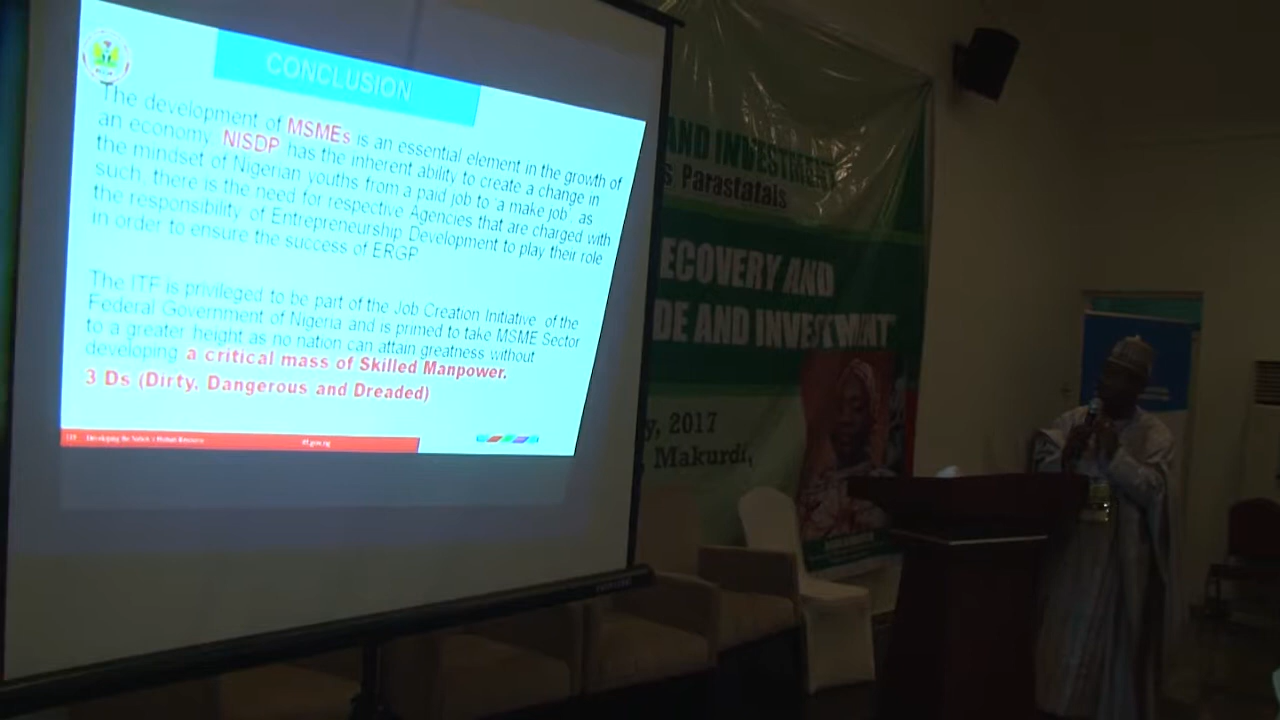 CONCLUSION
The development of MSMEs is an essential element in the growth of
an economy. NISDP has the inherent ability to create a change in
the mindset of Nigerian youths from a paid job to 'a make job' as
such, there is the need for respective Agencies that are charged with
the responsibility of Entrepreneurship Development to play their role
in order to ensure the success of ERGP
The ITF is privileged to be part of the Job Creation Initiative of the
Federal Government of Nigeria and is primed to take MSME Sector
to a greater height as no nation can attain greatness without
developing a critical mass of Skilled Manpower.
3 Ds (Dirty, Dangerous and Dreaded)
AND INVESTMENT
S Parastatals
ECOVERY AND
DE AND INVESTMENT"
y, 2017
Makurdi,